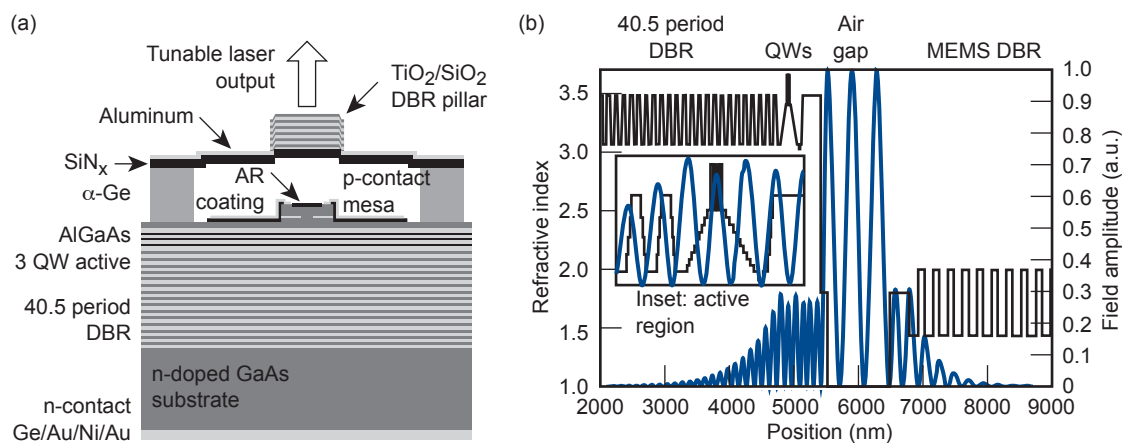 (a)
Tunable laser
output
TiO2/SiO2
DBR pillar
Aluminum
SiNx
α-Ge
AR
coating
p-contact
mesa
AlGaAs
3 QW active
40.5 period
DBR
n-doped GaAs
substrate
n-contact
Ge/Au/Ni/Au
(b)
40.5 period
DBR
QWs
Air
gap
MEMS DBR
Refractive index
3.5
3.0
2.5
2.0
1.5
1.0
Inset: active
region
1.0
0.9
0.8
0.7
0.6
0.5
0.4
0.3
0.2
0.1
0
Field amplitude (a.u.)
2000 3000 4000 5000 6000 7000 8000 9000
Position (nm)